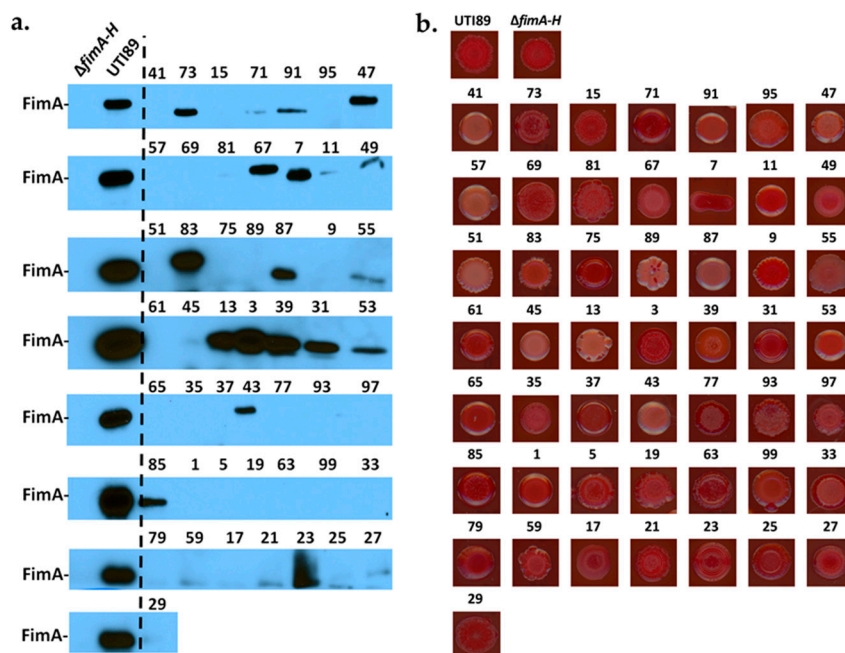 a.
ΔfimA-H UTI89 41 73 15 71 91 95 47
FimA-
57 69 81 67 7 11 49
FimA-
51 83 75 89 87 9 55
FimA-
61 45 13 3 39 31 53
FimA-
65 35 37 43 77 93 97
FimA-
85 1 5 19 63 99 33
FimA-
79 59 17 21 23 25 27
FimA-
29
FimA-
b.
UTI89 ΔfimA-H
41 73 15 71 91 95 47
57 69 81 67 7 11 49
51 83 75 89 87 9 55
61 45 13 3 39 31 53
65 35 37 43 77 93 97
85 1 5 19 63 99 33
79 59 17 21 23 25 27
29